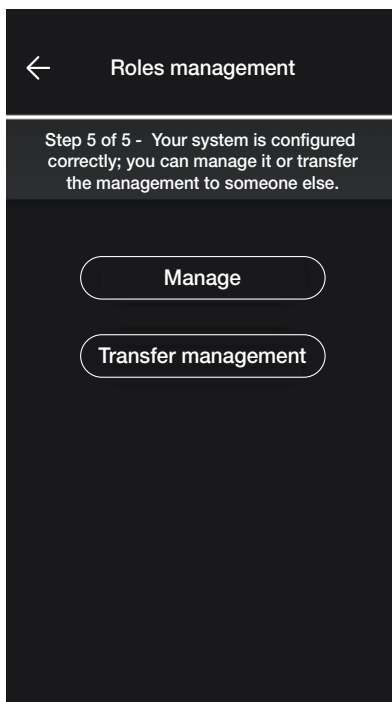 Roles management
Step 5 of 5 - Your system is configured
correctly; you can manage it or transfer
the management to someone else.
Manage
Transfer management